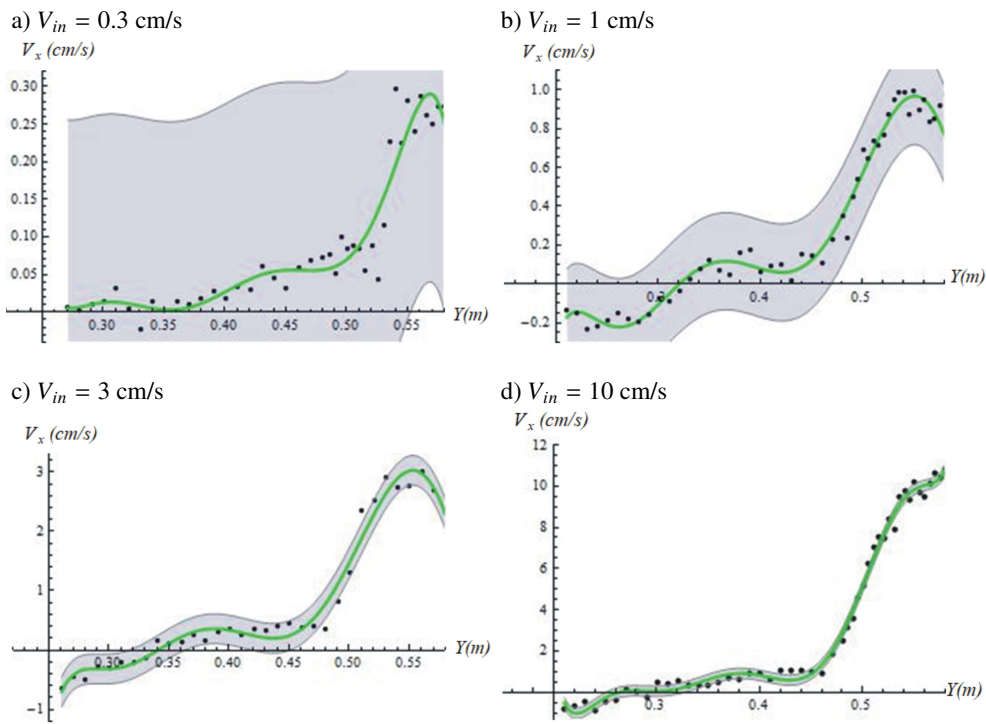 a) V_in = 0.3 cm/s
V_x (cm/s)
0.30
0.25
0.20
0.15
0.10
0.05
0.30 0.35 0.40 0.45 0.50 0.55 Y(m)
b) V_in = 1 cm/s
V_x (cm/s)
1.0
0.8
0.6
0.4
0.2
-0.2
0.3 0.4 0.5 Y(m)
c) V_in = 3 cm/s
V_x (cm/s)
3
2
1
-1
0.30 0.35 0.40 0.45 0.50 0.55 Y(m)
d) V_in = 10 cm/s
V_x (cm/s)
12
10
8
6
4
2
0.3 0.4 0.5 Y(m)